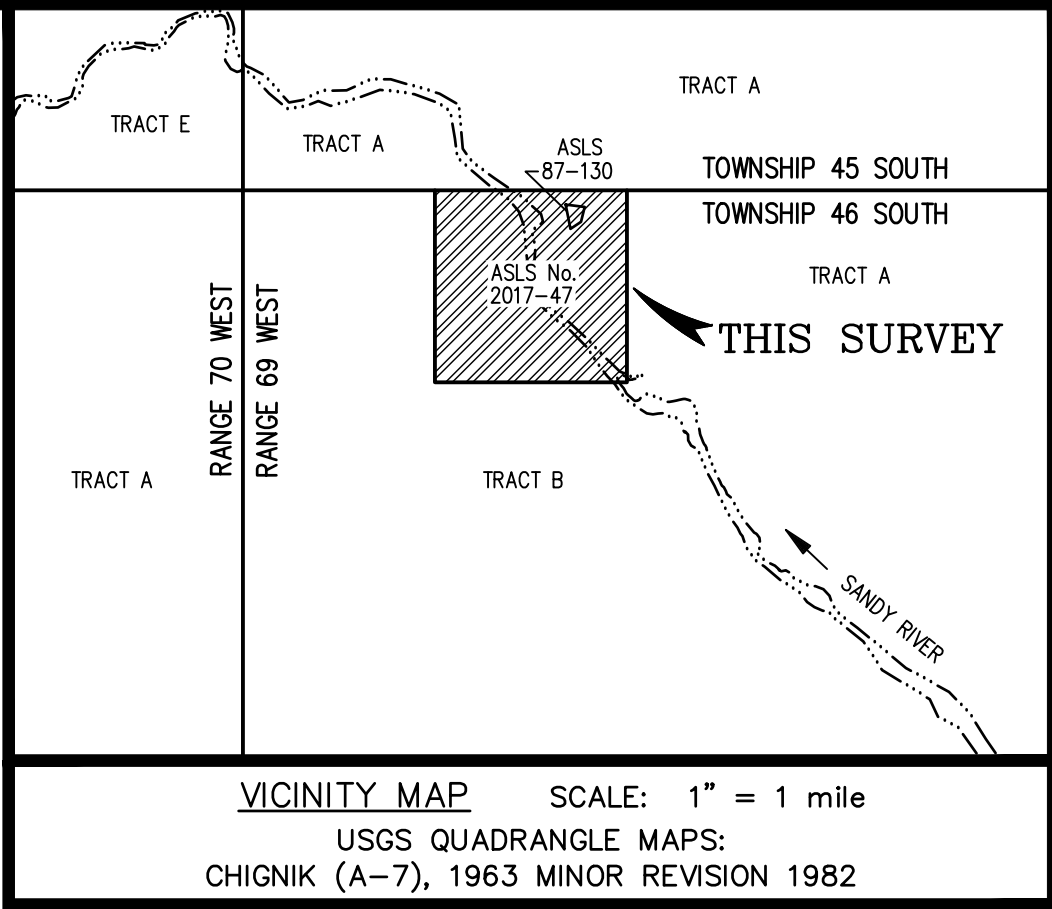 TRACT A
TRACT E
TRACT A
ASLS
87-130
TOWNSHIP 45 SOUTH
TOWNSHIP 46 SOUTH
ASLS No.
2017-47
TRACT A
RANGE 70 WEST
RANGE 69 WEST
THIS SURVEY
TRACT A
TRACT B
SANDY RIVER
VICINITY MAP SCALE: 1" = 1 mile
USGS QUADRANGLE MAPS:
CHIGNIK (A-7), 1963 MINOR REVISION 1982